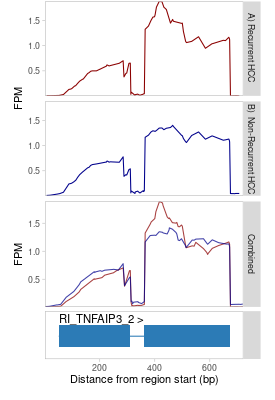 FPM
1.5
1.0
0.5
A) Recurrent HCC
1.5
1.0
0.5
B) Non-Recurrent HCC
FPM
1.5
1.0
0.5
Combined
RI_TNFAIP3_2 >
200
400
600
Distance from region start (bp)